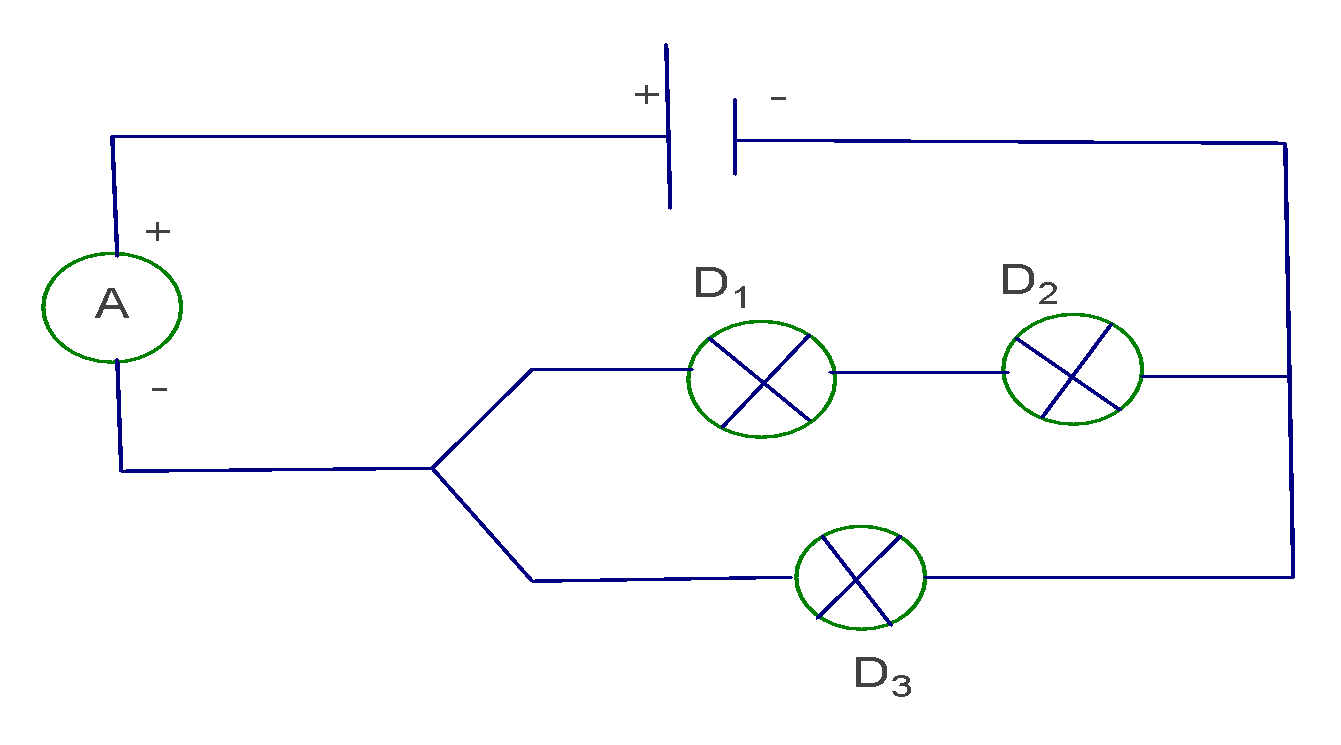 + -
+
A
-
D₁ D₂
D₃